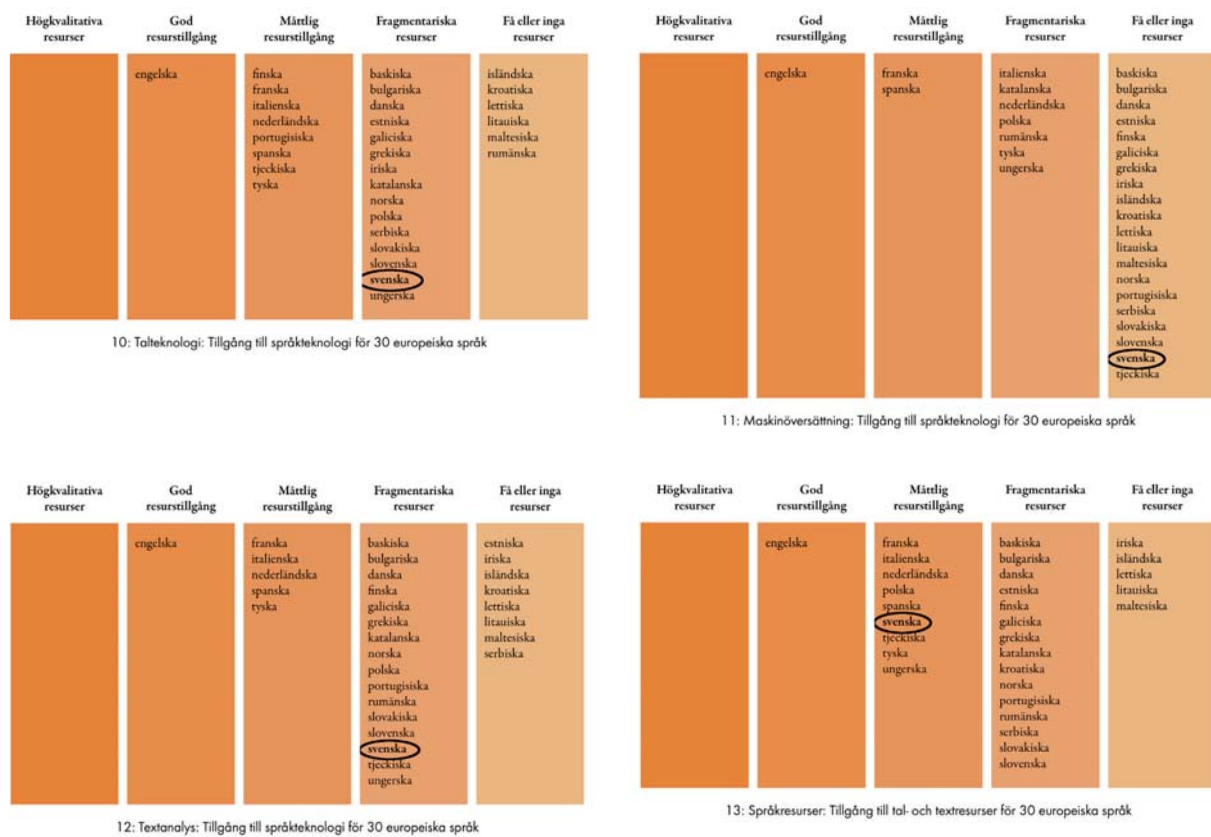 Högkvalitativa
resurser
God
resurstillgång
Måttlig
resurstillgång
Fragmentariska
resurser
Få eller inga
resurser
engelska
finska
franska
italienska
nederländska
portugisiska
spanska
tjeckiska
tyska
baskiska
bulgariska
danska
estniska
galiciska
grekiska
iriska
katalanska
norska
polska
serbiska
slovakiska
slovenska
svenska
ungerska
isländska
kroatiska
lettiska
litauiska
maltesiska
rumänska
10: Talteknologi: Tillgång till språkteknologi för 30 europeiska språk
Högkvalitativa
resurser
God
resurstillgång
Måttlig
resurstillgång
Fragmentariska
resurser
Få eller inga
resurser
engelska
franska
spanska
italienska
katalanska
nederländska
polska
rumänska
tyska
ungerska
baskiska
bulgariska
danska
estniska
finska
galiciska
grekiska
iriska
isländska
kroatiska
lettiska
litauiska
maltesiska
norska
portugisiska
serbiska
slovakiska
slovenska
svenska
tjeckiska
11: Maskinöversättning: Tillgång till språkteknologi för 30 europeiska språk
Högkvalitativa
resurser
God
resurstillgång
Måttlig
resurstillgång
Fragmentariska
resurser
Få eller inga
resurser
engelska
franska
italienska
nederländska
spanska
tyska
baskiska
bulgariska
danska
finska
galiciska
grekiska
katalanska
norska
polska
portugisiska
rumänska
slovakiska
slovenska
svenska
tjeckiska
ungerska
estniska
iriska
isländska
kroatiska
lettiska
litauiska
maltesiska
serbiska
12: Textanalys: Tillgång till språkteknologi för 30 europeiska språk
Högkvalitativa
resurser
God
resurstillgång
Måttlig
resurstillgång
Fragmentariska
resurser
Få eller inga
resurser
engelska
franska
italienska
nederländska
polska
spanska
svenska
tjeckiska
tyska
ungerska
baskiska
bulgariska
danska
estniska
finska
galiciska
grekiska
katalanska
kroatiska
norska
portugisiska
rumänska
serbiska
slovakiska
slovenska
iriska
isländska
lettiska
litauiska
maltesiska
13: Språkresurser: Tillgång till tal- och textresurser för 30 europeiska språk